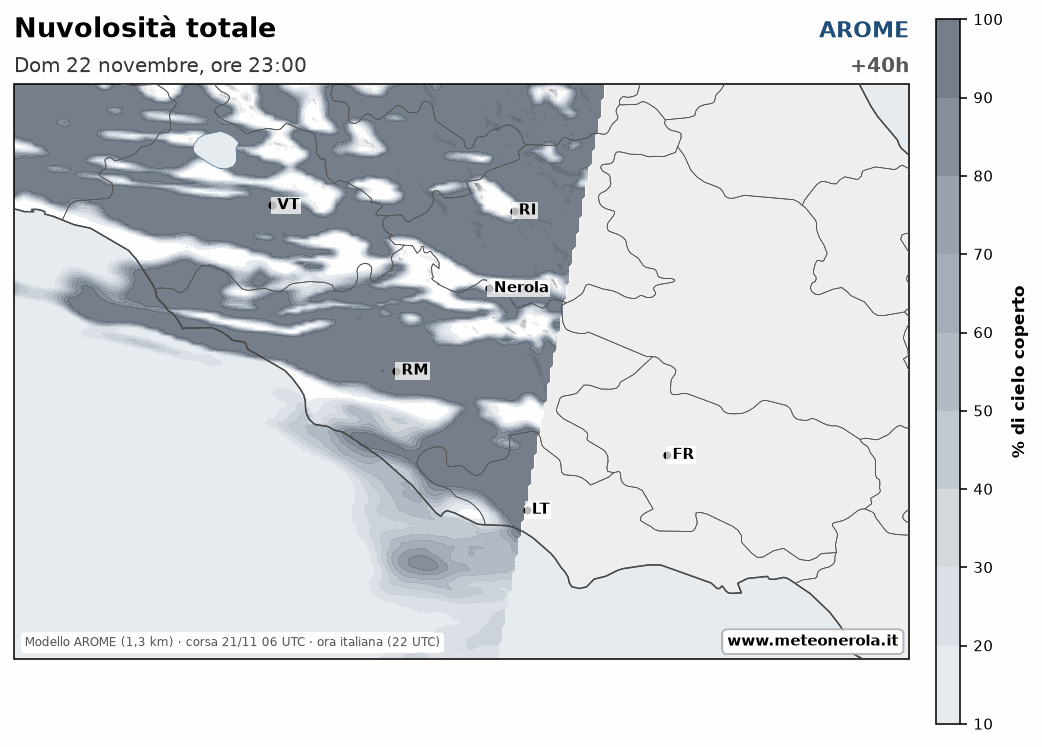 Nuvolosità totale
AROME
Dom 22 novembre, ore 23:00
+40h
100
90
80
70
60
50
40
30
20
10
% di cielo coperto
VT
RI
Nerola
RM
FR
LT
Modello AROME (1,3 km) · corsa 21/11 06 UTC · ora italiana (22 UTC)
www.meteonerola.it